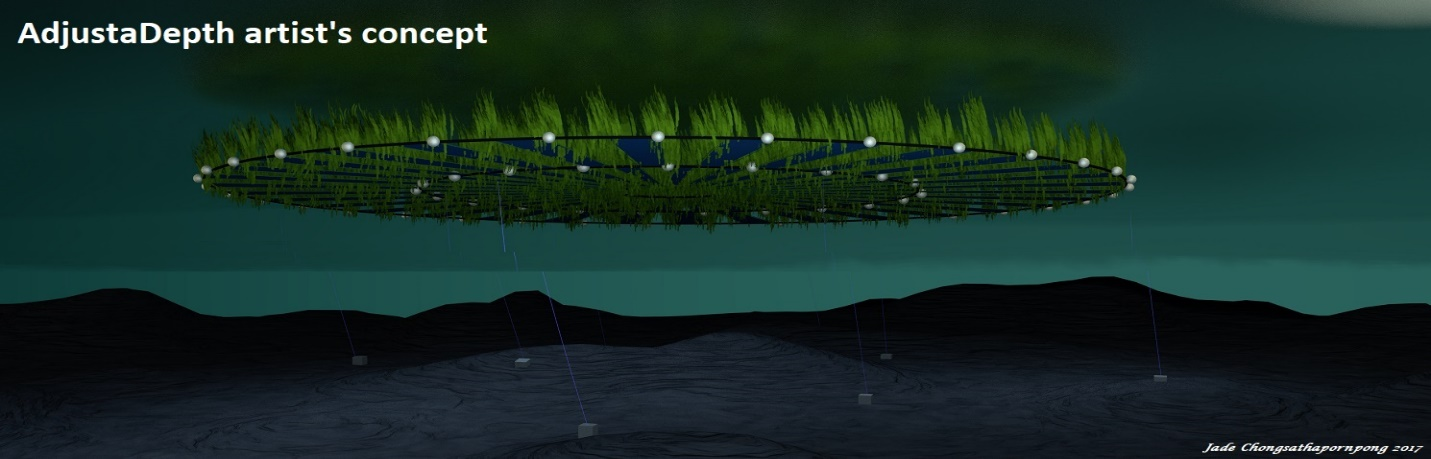 AdjustaDepth artist's concept
Jade Chongsathapornpong 2017